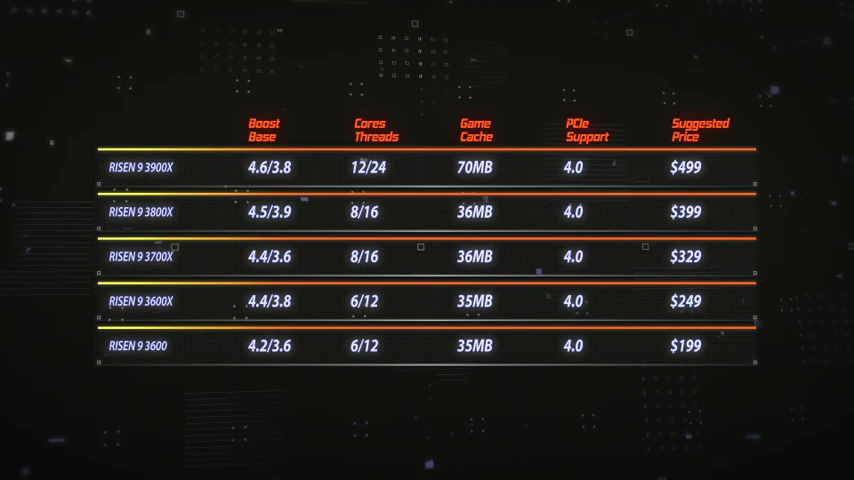 Boost Base Cores Threads Game Cache PCIe Support Suggested Price
RISEN 9 3900X 4.6/3.8 12/24 70MB 4.0 $499
RISEN 9 3800X 4.5/3.9 8/16 36MB 4.0 $399
RISEN 9 3700X 4.4/3.6 8/16 36MB 4.0 $329
RISEN 9 3600X 4.4/3.8 6/12 35MB 4.0 $249
RISEN 9 3600 4.2/3.6 6/12 35MB 4.0 $199